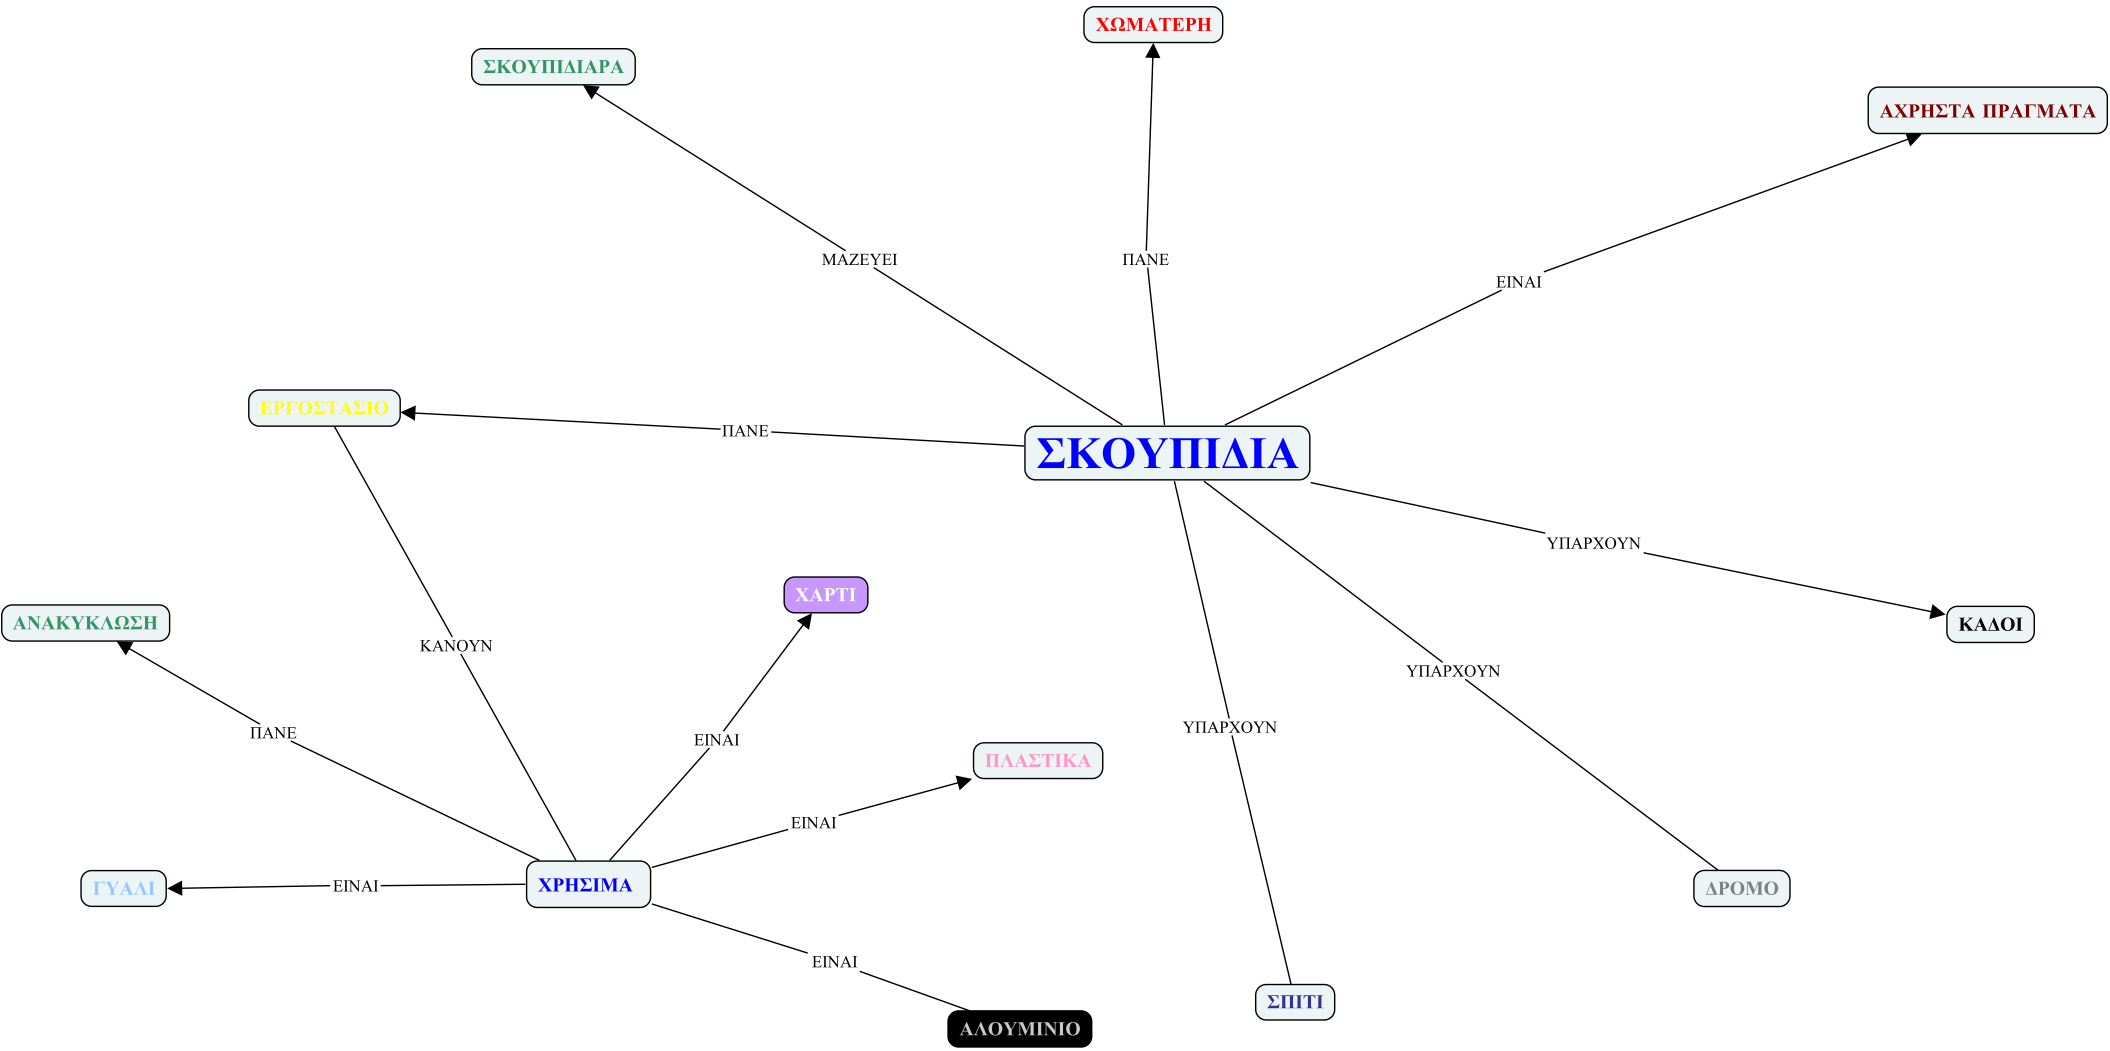 ΧΩΜΑΤΕΡΗ
ΣΚΟΥΠΙΔΙΑΡΑ
ΑΧΡΗΣΤΑ ΠΡΑΓΜΑΤΑ
ΜΑΖΕΥΕΙ
ΠΑΝΕ
ΕΙΝΑΙ
ΕΡΓΟΣΤΑΣΙΟ
ΠΑΝΕ
ΣΚΟΥΠΙΔΙΑ
ΥΠΑΡΧΟΥΝ
ΧΑΡΤΙ
ΑΝΑΚΥΚΛΩΣΗ
ΚΑΔΟΙ
ΚΑΝΟΥΝ
ΥΠΑΡΧΟΥΝ
ΠΑΝΕ
ΕΙΝΑΙ
ΥΠΑΡΧΟΥΝ
ΠΛΑΣΤΙΚΑ
ΕΙΝΑΙ
ΓΥΑΛΙ
ΕΙΝΑΙ
ΧΡΗΣΙΜΑ
ΔΡΟΜΟ
ΕΙΝΑΙ
ΣΠΙΤΙ
ΑΛΟΥΜΙΝΙΟ